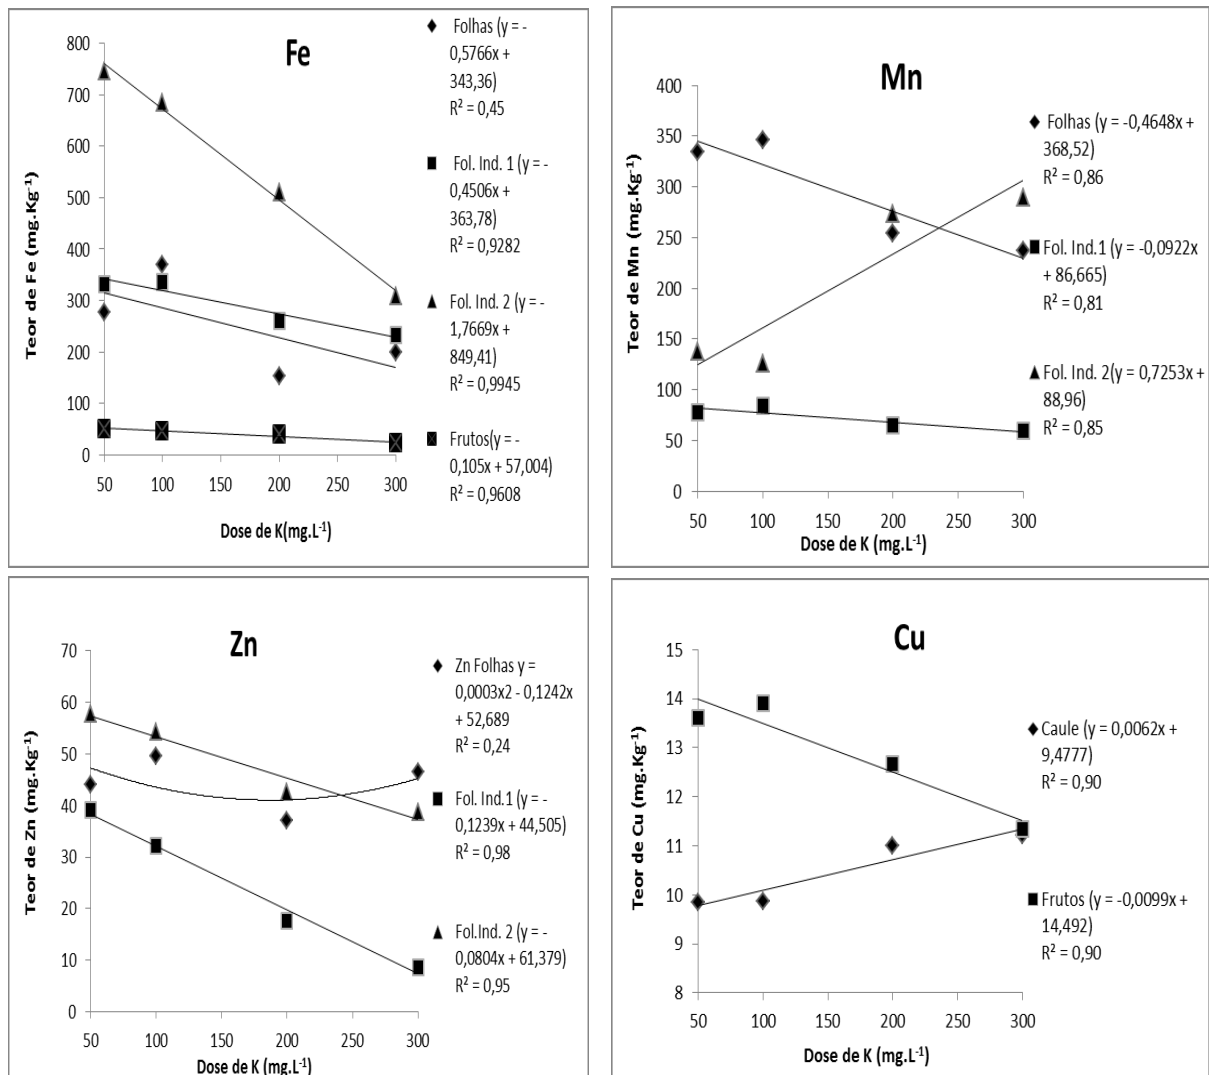 Fe
Teor de Fe (mg.Kg⁻¹)
800
700
600
500
400
300
200
100
0
50 100 150 200 250 300
Dose de K(mg.L⁻¹)
Folhas (y = -
0,5766x +
343,36)
R² = 0,45
Fol. Ind. 1 (y = -
0,4506x +
363,78)
R² = 0,9282
Fol. Ind. 2 (y = -
1,7669x +
849,41)
R² = 0,9945
Frutos(y = -
0,105x + 57,004)
R² = 0,9608
Mn
Teor de Mn (mg.Kg⁻¹)
400
350
300
250
200
150
100
50
0
50 100 150 200 250 300
Dose de K (mg.L⁻¹)
Folhas (y = -0,4648x +
368,52)
R² = 0,86
Fol. Ind.1 (y = -0,0922x
+ 86,665)
R² = 0,81
Fol. Ind. 2(y = 0,7253x +
88,96)
R² = 0,85
Zn
Teor de Zn (mg.Kg⁻¹)
70
60
50
40
30
20
10
0
50 100 150 200 250 300
Dose de K (mg.L⁻¹)
Zn Folhas y =
0,0003x2 - 0,1242x
+ 52,689
R² = 0,24
Fol. Ind.1 (y = -
0,1239x + 44,505)
R² = 0,98
Fol.Ind. 2 (y = -
0,0804x + 61,379)
R² = 0,95
Cu
Teor de Cu (mg.Kg⁻¹)
15
14
13
12
11
10
9
8
50 100 150 200 250 300
Dose de K (mg.L⁻¹)
Caule (y = 0,0062x +
9,4777)
R² = 0,90
Frutos (y = -0,0099x +
14,492)
R² = 0,90